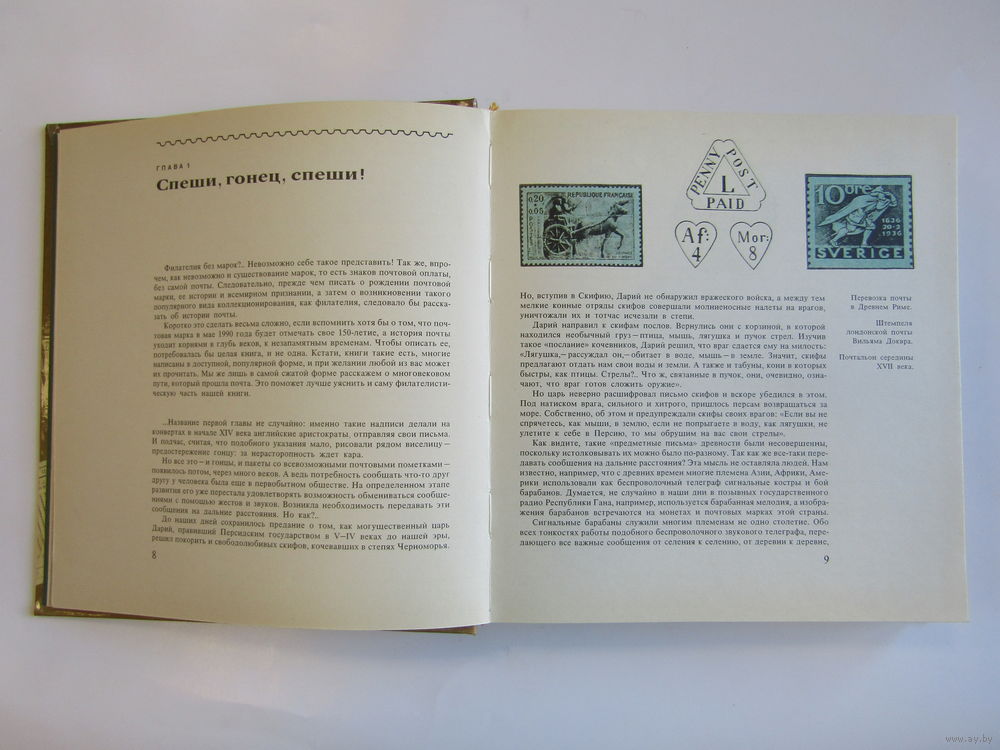 ГЛАВА 1
Спеши, гонец, спеши!
Филателия без марок?.. Невозможно себе такое представить! Так же, впро-
чем, как невозможно и существование марок, то есть знаков почтовой оплаты,
без самой почты. Следовательно, прежде чем писать о рождении почтовой
марки, ее истории и всемирном признании, а затем о возникновении такого
популярного вида коллекционирования, как филателия, следовало бы расска-
зать об истории почты.
Коротко это сделать весьма сложно, если вспомнить хотя бы о том, что поч-
товая марка в мае 1990 года будет отмечать свое 150-летие, а история почты
уходит корнями в глубь веков, к незапамятным временам. Чтобы описать ее,
потребовалась бы целая книга, и не одна. Кстати, книги такие есть, многие
написаны в доступной, популярной форме, и при желании любой из вас может
их прочитать. Мы же лишь в самой сжатой форме расскажем о многовековом
пути, который прошла почта. Это поможет лучше уяснить и саму филателисти-
ческую часть нашей книги.
...Название первой главы не случайно: именно такие надписи делали на
конвертах в начале XIV века английские аристократы, отправляя свои письма.
И подчас, считая, что подобного указания мало, рисовали рядом виселицу —
предостережение гонцу: за нерасторопность ждет кара.
Но все это — и гонцы, и пакеты со всевозможными почтовыми пометками —
появилось потом, через много веков. А ведь потребность сообщать что-то друг
другу у человека была еще в первобытном обществе. На определенном этапе
развития его уже перестала удовлетворять возможность обмениваться сообще-
ниями с помощью жестов и звуков. Возникла необходимость передавать эти
сообщения на дальние расстояния. Но как?..
До наших дней сохранилось предание о том, как могущественный царь
Дарий, правивший Персидским государством в V—IV веках до нашей эры,
решил покорить и свободолюбивых скифов, кочевавших в степях Черноморья.
8
REPUBLIQUE FRANÇAISE
0,20
+0,05
PENNY POST PAID
L
Af:
4
Mor:
8
10 öre
1636
20-2
1936
SVERIGE
Но, вступив в Скифию, Дарий не обнаружил вражеского войска, а между тем
мелкие конные отряды скифов совершали молниеносные налеты на врагов,
уничтожали их и тотчас исчезали в степи.
Дарий направил к скифам послов. Вернулись они с корзиной, в которой
находился необычный груз — птица, мышь, лягушка и пучок стрел. Изучив
такое «послание» кочевников, Дарий решил, что враг сдается ему на милость:
«Лягушка,— рассуждал он,— обитает в воде, мышь — в земле. Значит, скифы
предлагают отдать нам свои воды и земли. А также и табуны, кони в которых
быстры, как птицы. Стрелы?.. Что ж, связанные в пучок, они, очевидно, озна-
чают, что враг готов сложить оружие».
Но царь неверно расшифровал письмо скифов и вскоре убедился в этом.
Под натиском врага, сильного и хитрого, пришлось персам возвращаться за
море. Собственно, об этом и предупреждали скифы своих врагов: «Если вы не
спрячетесь, как мыши, в землю, если не попрыгаете в воду, как лягушки, не
улетите к себе в Персию, то мы обрушим на вас свои стрелы».
Как видите, такие «предметные письма» древности были несовершенны,
поскольку истолковывать их можно было по-разному. Так как же все-таки пере-
давать сообщения на дальние расстояния? Эта мысль не оставляла людей. Нам
известно, например, что с древних времен многие племена Азии, Африки, Аме-
рики использовали как беспроволочный телеграф сигнальные костры и бой
барабанов. Думается, не случайно в наши дни в позывных государственного
радио Республики Гана, например, используется барабанная мелодия, а изобра-
жения барабанов встречаются на монетах и почтовых марках этой страны.
Сигнальные барабаны служили многим племенам не одно столетие. Обо
всех тонкостях работы подобного беспроволочного звукового телеграфа, пере-
дающего все важные сообщения от селения к селению, от деревни к деревне,
9
Перевозка почты
в Древнем Риме.
Штемпеля
лондонской почты
Вильяма Докрa.
Почтальон середины
XVII века.
www.ay.by